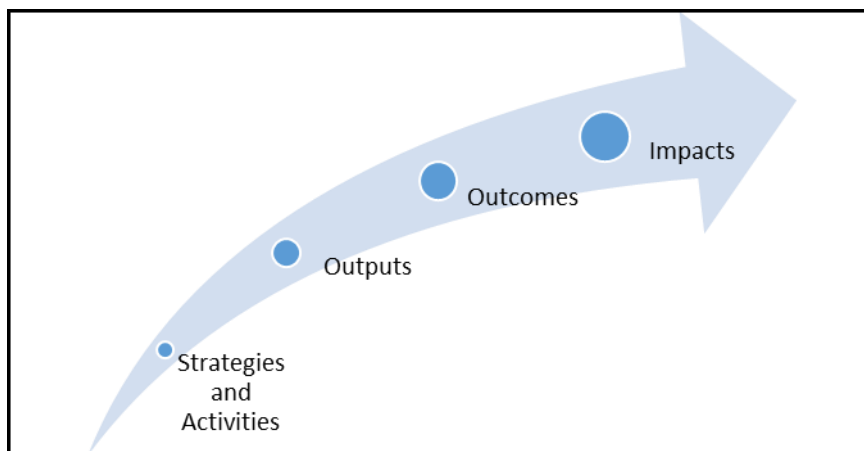 Impacts
Outcomes
Outputs
Strategies
and
Activities